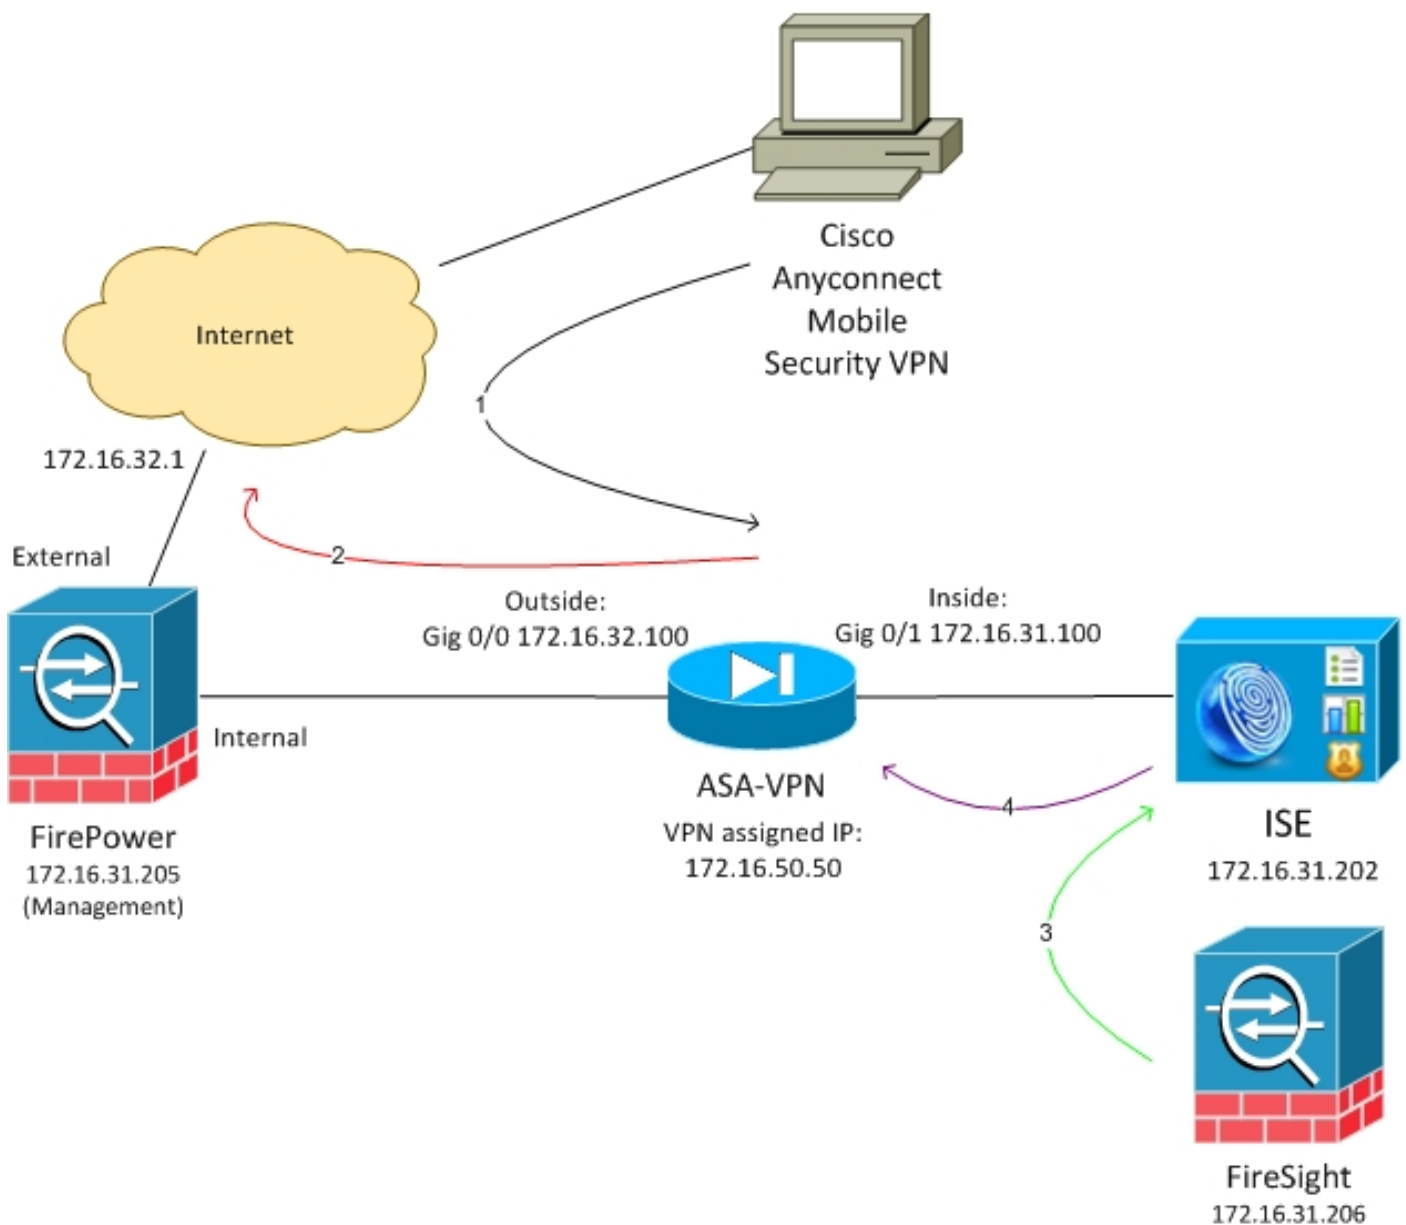 Cisco
Anyconnect
Mobile
Security VPN
Internet
1
172.16.32.1
2
External
Outside:
Gig 0/0 172.16.32.100
Inside:
Gig 0/1 172.16.31.100
Internal
ASA-VPN
VPN assigned IP:
172.16.50.50
4
FirePower
172.16.31.205
(Management)
ISE
172.16.31.202
3
FireSight
172.16.31.206